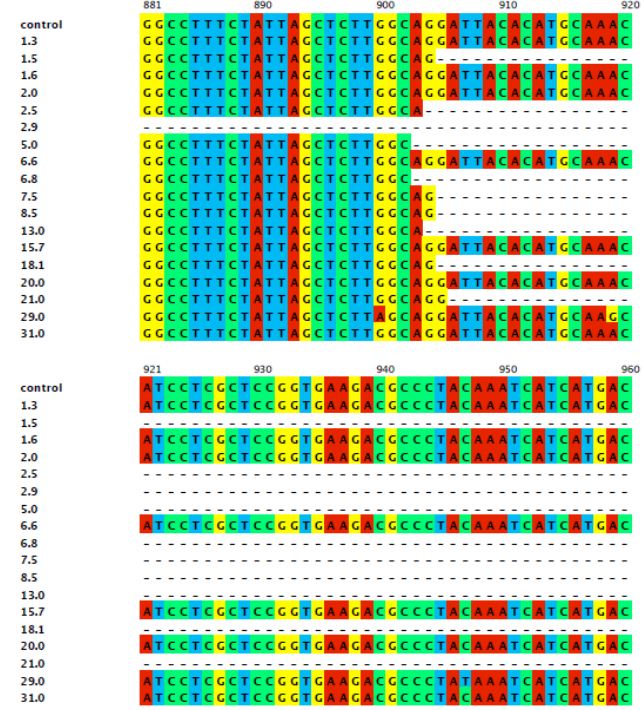 881 890 900 910 920
control GGCCTTTCTATTAGCTCTTGGCAGGATTACACATGCAAAC
1.3 GGCCTTTCTATTAGCTCTTGGCAGGATTACACATGCAAAC
1.5 GGCCTTTCTATTAGCTCTTGGCAG----------------
1.6 GGCCTTTCTATTAGCTCTTGGCAGGATTACACATGCAAAC
2.0 GGCCTTTCTATTAGCTCTTGGCAGGATTACACATGCAAAC
2.5 GGCCTTTCTATTAGCTCTTGGCA-----------------
2.9 ----------------------------------------
5.0 GGCCTTTCTATTAGCTCTTGGC------------------
6.6 GGCCTTTCTATTAGCTCTTGGCAGGATTACACATGCAAAC
6.8 GGCCTTTCTATTAGCTCTTGGC------------------
7.5 GGCCTTTCTATTAGCTCTTGGCAG----------------
8.5 GGCCTTTCTATTAGCTCTTGGCAG----------------
13.0 GGCCTTTCTATTAGCTCTTGGCA-----------------
15.7 GGCCTTTCTATTAGCTCTTGGCAGGATTACACATGCAAAC
18.1 GGCCTTTCTATTAGCTCTTGGCAG----------------
20.0 GGCCTTTCTATTAGCTCTTGGCAGGATTACACATGCAAAC
21.0 GGCCTTTCTATTAGCTCTTGGCAGG---------------
29.0 GGCCTTTCTATTAGCTCTTAGCAGGATTACACATGCAAGC
31.0 GGCCTTTCTATTAGCTCTTGGCAGGATTACACATGCAAAC
921 930 940 950 960
control ATCCTCGCTCCGGTGAAGACGCCCTACAAATCATCATGAC
1.3 ATCCTCGCTCCGGTGAAGACGCCCTACAAATCATCATGAC
1.5 ----------------------------------------
1.6 ATCCTCGCTCCGGTGAAGACGCCCTACAAATCATCATGAC
2.0 ATCCTCGCTCCGGTGAAGACGCCCTACAAATCATCATGAC
2.5 ----------------------------------------
2.9 ----------------------------------------
5.0 ----------------------------------------
6.6 ATCCTCGCTCCGGTGAAGACGCCCTACAAATCATCATGAC
6.8 ----------------------------------------
7.5 ----------------------------------------
8.5 ----------------------------------------
13.0 ----------------------------------------
15.7 ATCCTCGCTCCGGTGAAGACGCCCTACAAATCATCATGAC
18.1 ----------------------------------------
20.0 ATCCTCGCTCCGGTGAAGACGCCCTACAAATCATCATGAC
21.0 ----------------------------------------
29.0 ATCCTCGCTCCGGTGAAGACGCCCTATAAATCATCATGAC
31.0 ATCCTCGCTCCGGTGAAGACGCCCTACAAATCATCATGAC